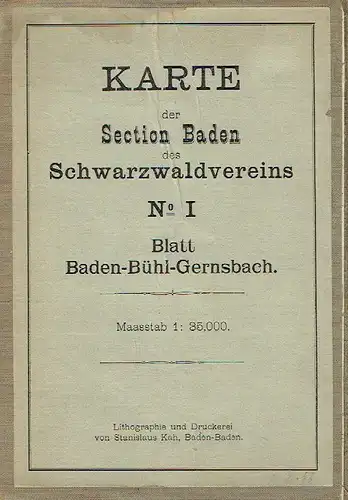 KARTE
der
Section Baden
des
Schwarzwaldvereins
No I
Blatt
Baden-Bühl-Gernsbach.
Maasstab 1: 35,000.
Lithographie und Druckerei
von Stanislaus Kah, Baden-Baden.